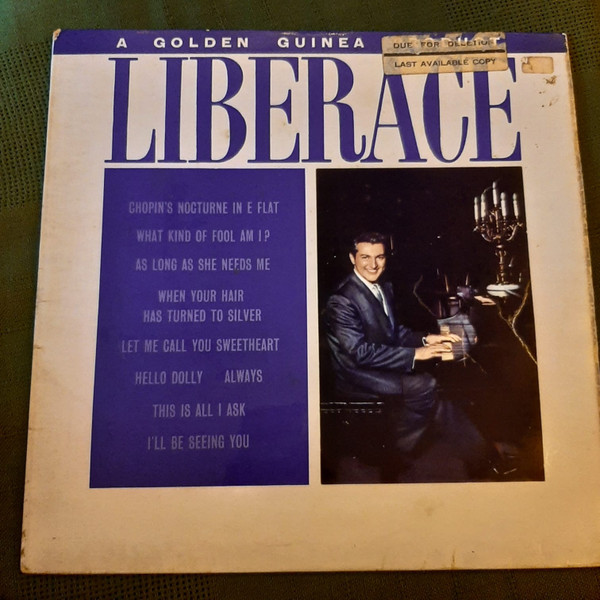 A GOLDEN GUINEA
DUE FOR DELETION
LAST AVAILABLE COPY
LIBERACE
CHOPIN'S NOCTURNE IN E FLAT
WHAT KIND OF FOOL AM I?
AS LONG AS SHE NEEDS ME
WHEN YOUR HAIR
HAS TURNED TO SILVER
LET ME CALL YOU SWEETHEART
HELLO DOLLY ALWAYS
THIS IS ALL I ASK
I'LL BE SEEING YOU